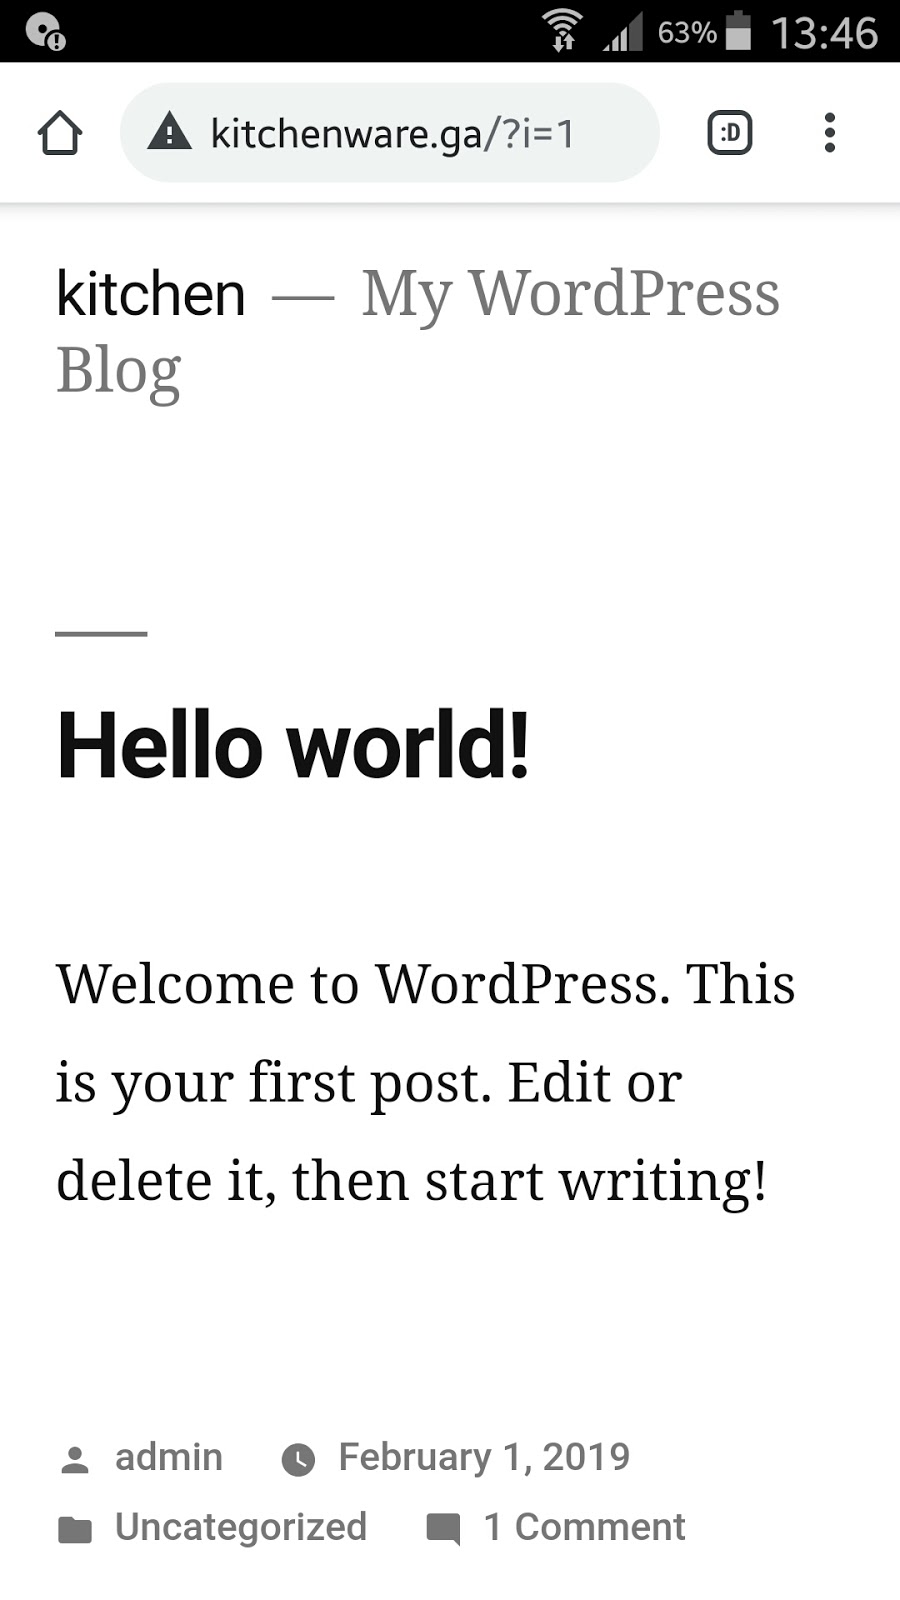 63% 13:46
kitchenware.ga/?i=1
:D
kitchen — My WordPress
Blog
Hello world!
Welcome to WordPress. This
is your first post. Edit or
delete it, then start writing!
admin February 1, 2019
Uncategorized 1 Comment